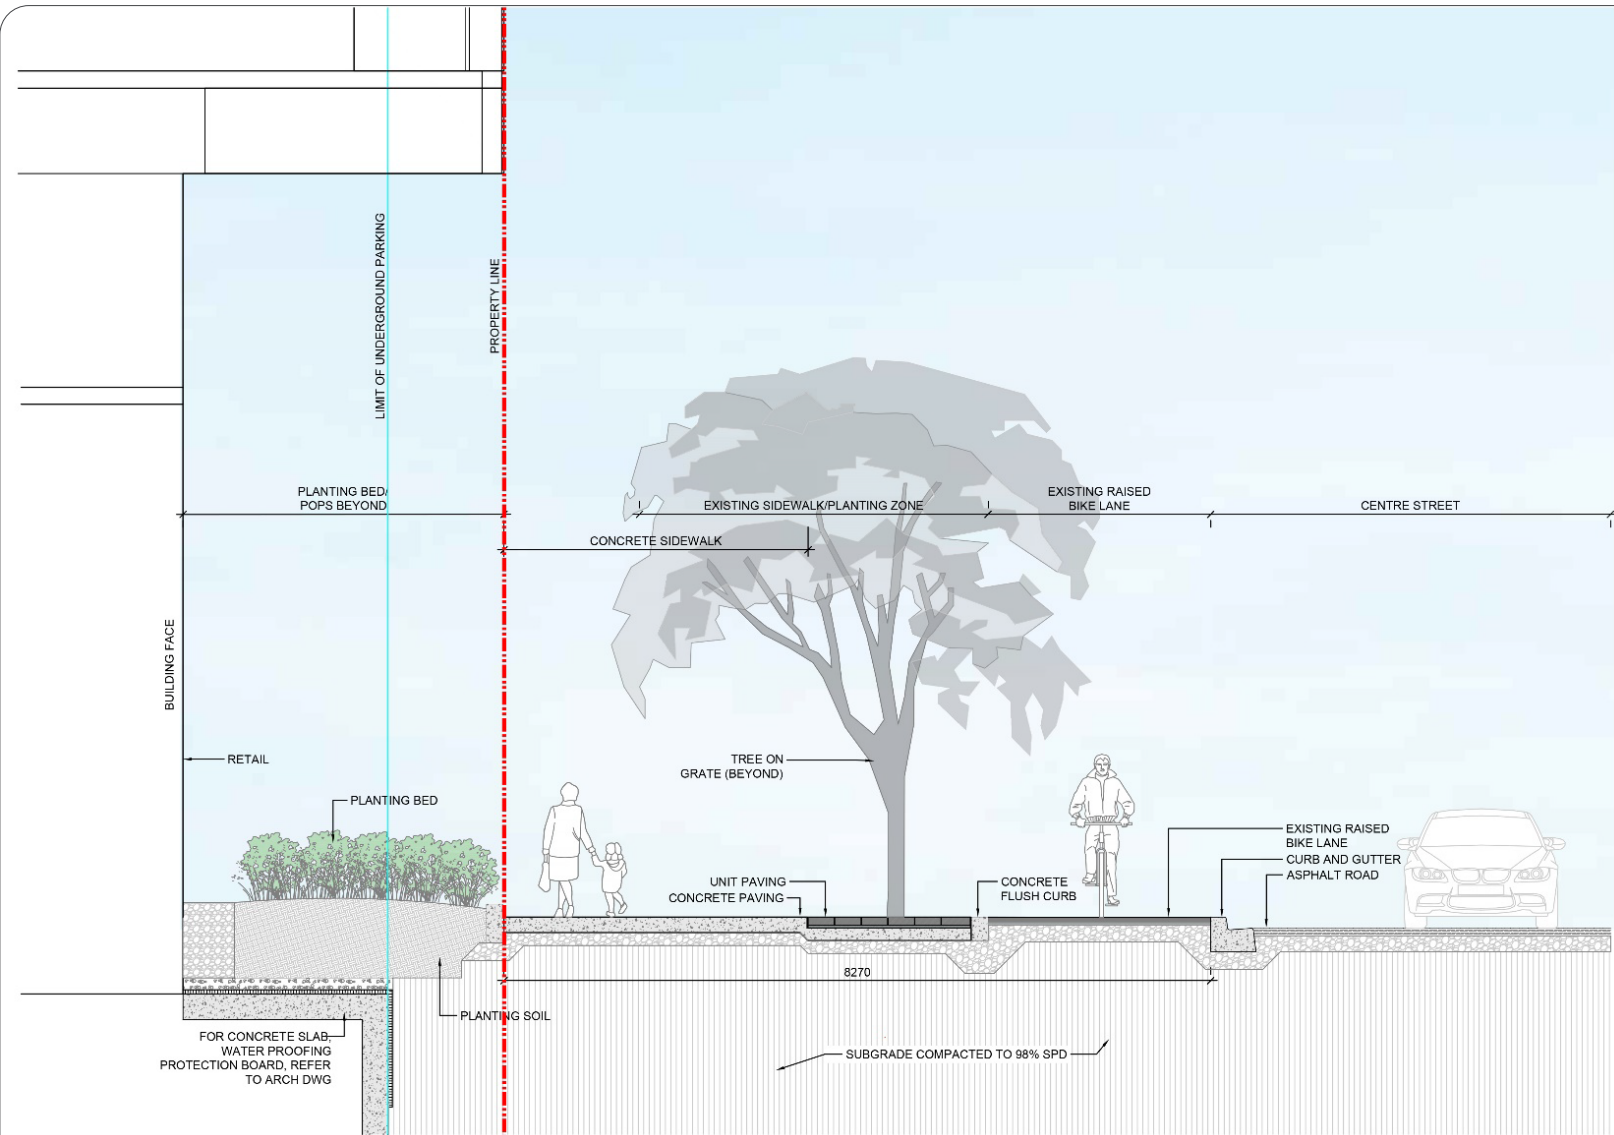 LIMIT OF UNDERGROUND PARKING
PROPERTY LINE
PLANTING BED/
POPS BEYOND
EXISTING SIDEWALK/PLANTING ZONE
EXISTING RAISED
BIKE LANE
CENTRE STREET
CONCRETE SIDEWALK
BUILDING FACE
RETAIL
TREE ON
GRATE (BEYOND)
PLANTING BED
EXISTING RAISED
BIKE LANE
CURB AND GUTTER
ASPHALT ROAD
UNIT PAVING
CONCRETE PAVING
CONCRETE
FLUSH CURB
8270
PLANTING SOIL
FOR CONCRETE SLAB,
WATER PROOFING
PROTECTION BOARD, REFER
TO ARCH DWG
SUBGRADE COMPACTED TO 98% SPD